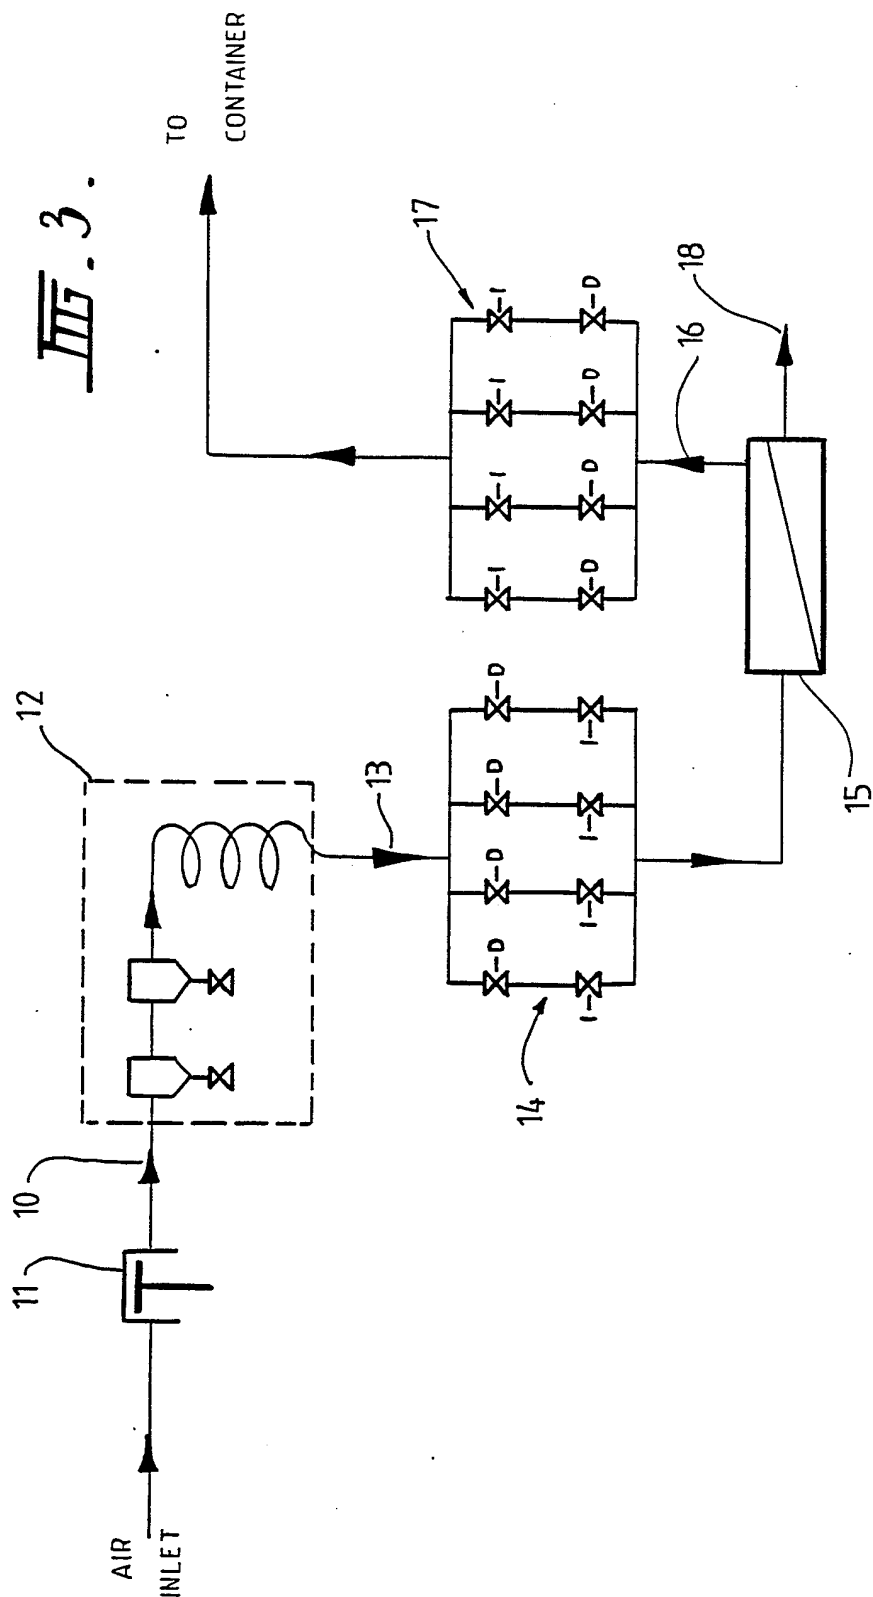 11
10
12
FIG. 3.
AIR
INLET
TO
CONTAINER
13
17
D D D D I I I I
14
I I I I D D D D
16
18
15